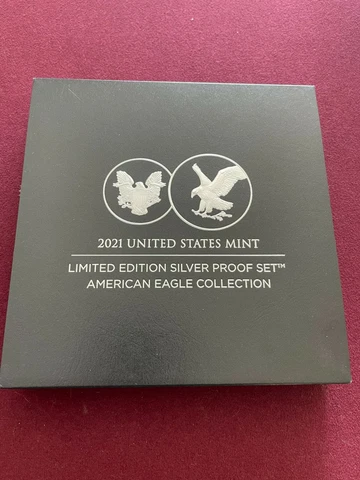 2021 UNITED STATES MINT
LIMITED EDITION SILVER PROOF SET™
AMERICAN EAGLE COLLECTION